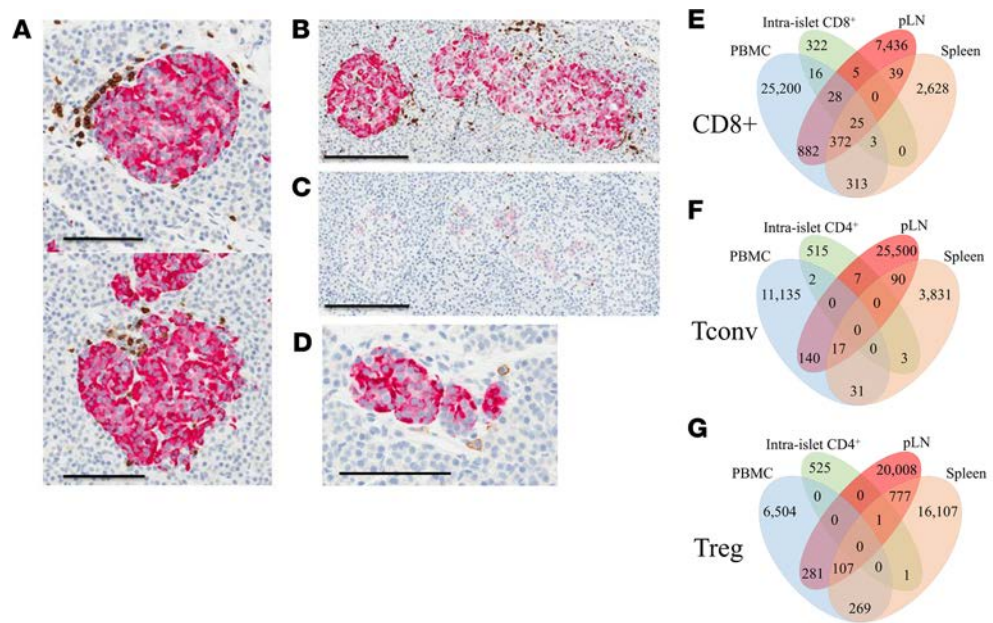 A
B
C
D
E
Intra-islet CD8⁺
pLN
PBMC
Spleen
322
7,436
16
5
39
25,200
28
0
2,628
25
CD8+
372
3
882
0
313
F
Intra-islet CD4⁺
pLN
PBMC
Spleen
515
25,500
2
7
90
11,135
0
0
3,831
0
Tconv
17
0
140
3
31
G
Intra-islet CD4⁺
pLN
PBMC
Spleen
525
20,008
0
0
777
6,504
0
1
16,107
0
Treg
281
107
0
1
269